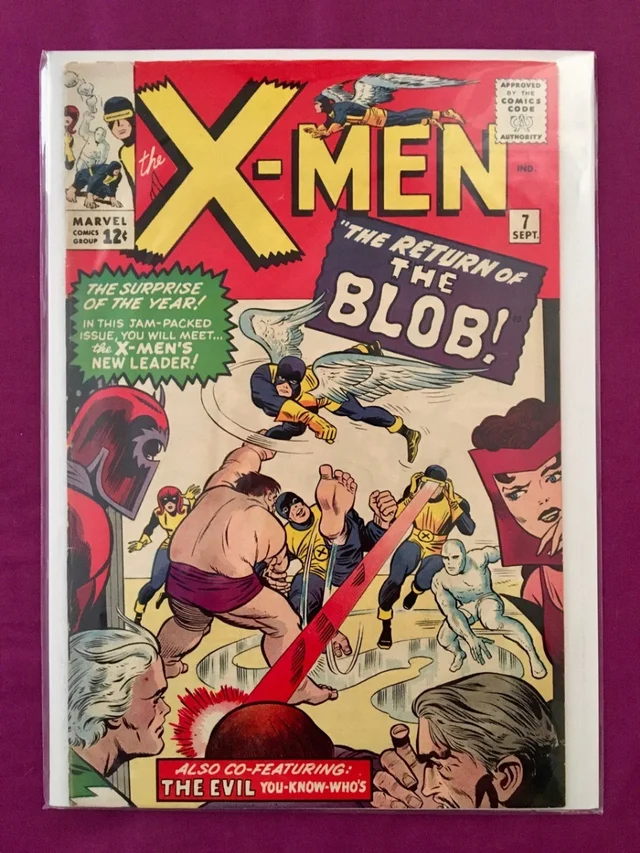 the
X-MEN
APPROVED
BY THE
COMICS
CODE
CCA
AUTHORITY
IND.
MARVEL
COMICS
GROUP 12¢
7
SEPT.
"THE RETURN OF
THE
BLOB!"
THE SURPRISE
OF THE YEAR!
IN THIS JAM-PACKED
ISSUE, YOU WILL MEET...
the X-MEN'S
NEW LEADER!
X
X
ALSO CO-FEATURING:
THE EVIL YOU-KNOW-WHO'S